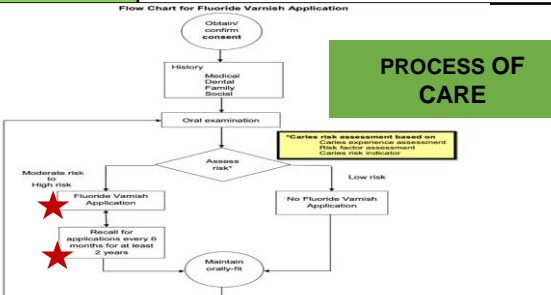 Flow Chart for Fluoride Varnish Application
Obtain/
confirm
consent
PROCESS OF
CARE
History
Medical
Dental
Family
Social
Oral examination
*Caries risk assessment based on
Caries experience assessment
Risk factor assessment
Caries risk indicator
Assess
risk*
Moderate risk
to
High risk
Low risk
Fluoride Varnish
Application
No Fluoride Varnish
Application
Recall for
applications every 6
months for at least
2 years
Maintain
orally-fit